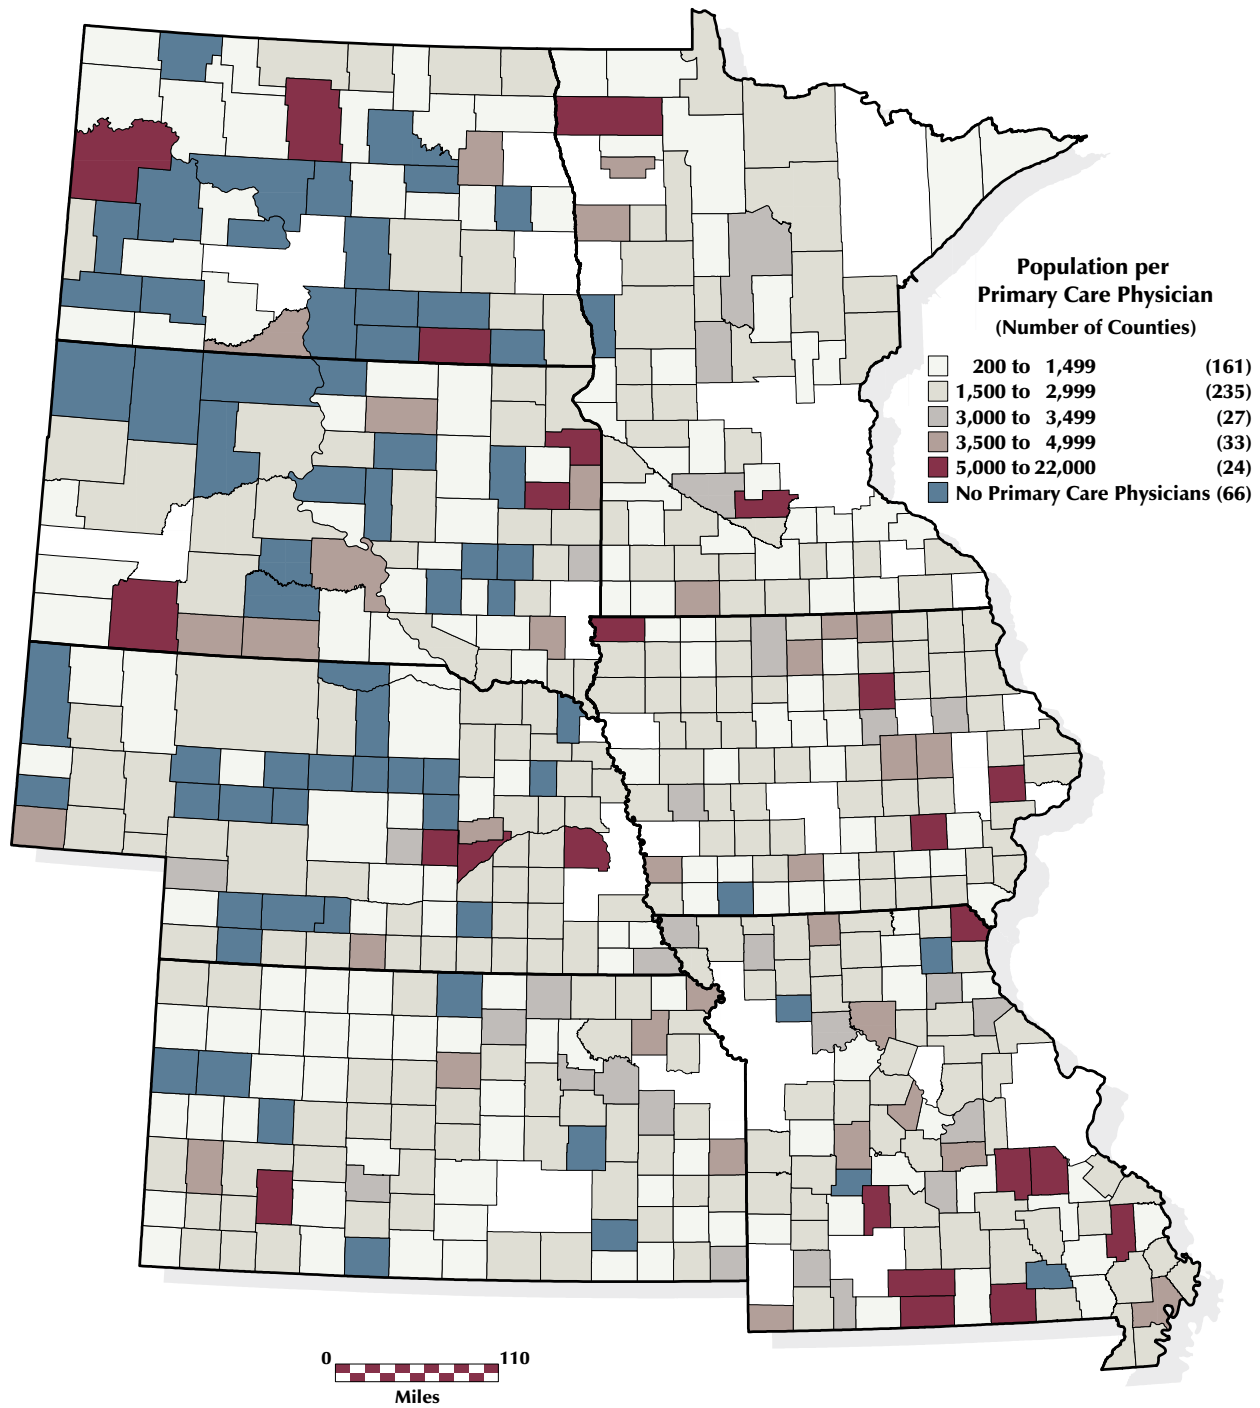 Population per
Primary Care Physician
(Number of Counties)
200 to 1,499 (161)
1,500 to 2,999 (235)
3,000 to 3,499 (27)
3,500 to 4,999 (33)
5,000 to 22,000 (24)
No Primary Care Physicians (66)
0 110
Miles